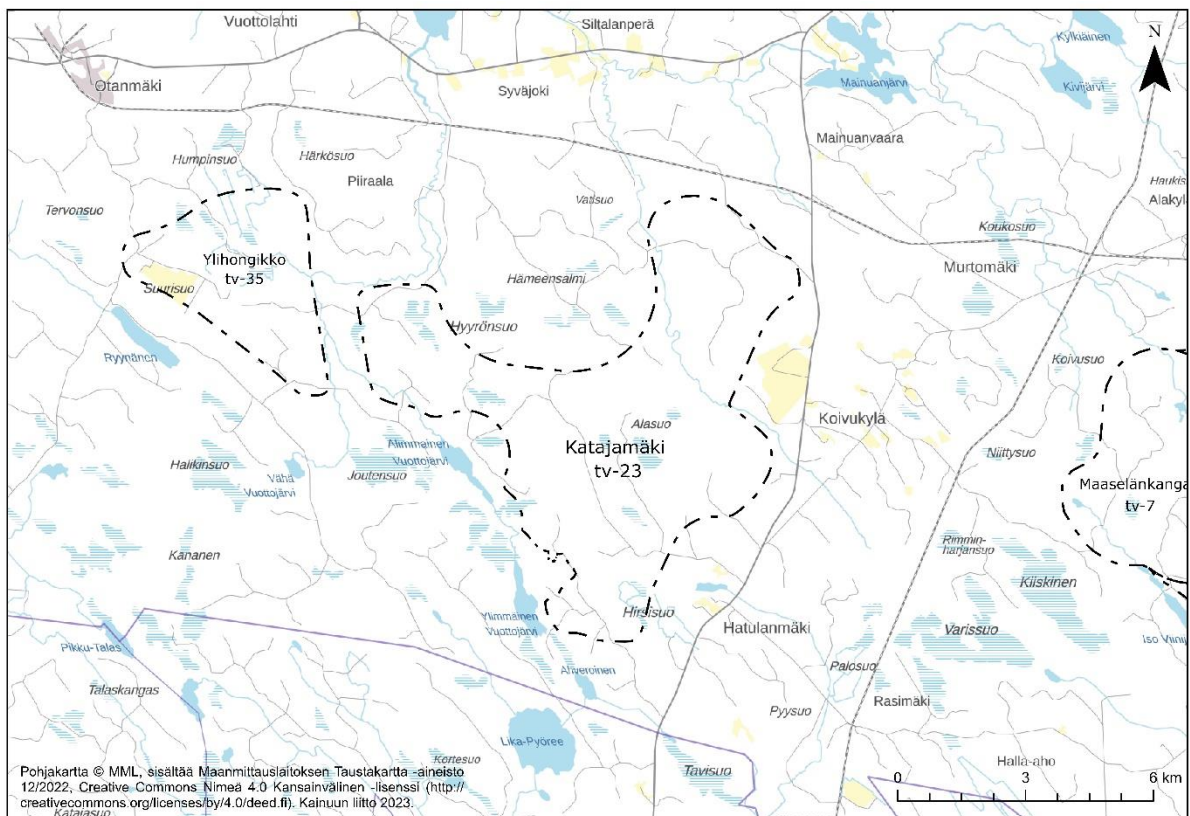 Vuottolahti
Siltalanperä
Kylkiäinen
N
Otanmäki
Syväjoki
Mainuanjärvi
Kivijärvi
Humpinsuo
Härkösuo
Mainuanvaara
Piiraala
Haukis
Alakylä
Tervonsuo
Vatisuo
Koukosuo
Ylihongikko
tv-35
Hämeensalmi
Murtomäki
Suurisuo
Hyyrönsuo
Ryynänen
Koivusuo
Koivukylä
Alasuo
Katajamäki
tv-23
Alimmainen
Vuottojärvi
Niittysuo
Halikinsuo
Vähä
Vuottojärvi
Joutensuo
Maaselänkanga
tv-7
Kananen
Rimmin-
harjansuo
Kiiskinen
Hirsisuo
Ylimmäinen
Vuottojärvi
Hatulanmäki
Varissuo
Iso Viinij
Pikku-Talas
Ahveroinen
Palosuo
Talaskangas
Rasimäki
Pyysuo
Lika-Pyöree
Kortesuo
Tavisuo
Halla-aho
Pohjakartta © MML, sisältää Maanmittauslaitoksen Taustakartta -aineisto
12/2022, Creative Commons Nimeä 4.0 Kansainvälinen -lisenssi (http://
creativecommons.org/licenses/by/4.0/deed.fi). Kainuun liitto 2023.
Katajasuo
0 3 6 km